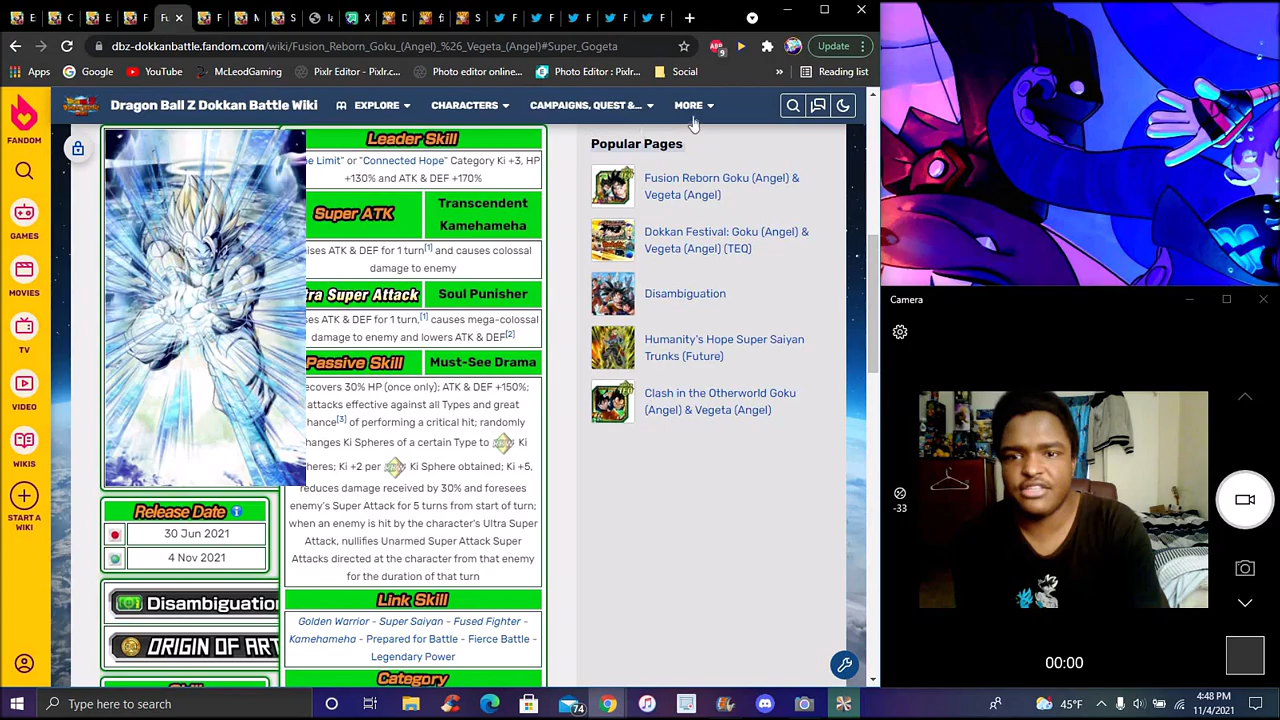 Update
dbz-dokkanbattle.fandom.com/wiki/Fusion_Reborn_Goku_(Angel)_%26_Vegeta_(Angel)#Super_Gogeta
9
Apps
Google
YouTube
McLeodGaming
Pixlr Editor - Pixlr.c...
Photo editor online...
Photo Editor : Pixlr...
Social
»
Reading list
FANDOM
GAMES
MOVIES
TV
VIDEO
WIKIS
START A
WIKI
Dragon Ball Z Dokkan Battle Wiki
EXPLORE
CHARACTERS
CAMPAIGNS, QUEST &...
MORE
Leader Skill
e Limit" or "Connected Hope" Category Ki +3, HP
+130% and ATK & DEF +170%
Super ATK
Transcendent
Kamehameha
ises ATK & DEF for 1 turn[1] and causes colossal
damage to enemy
tra Super Attack
Soul Punisher
es ATK & DEF for 1 turn,[1] causes mega-colossal
damage to enemy and lowers ATK & DEF[2]
Passive Skill
Must-See Drama
ecovers 30% HP (once only); ATK & DEF +150%;
attacks effective against all Types and great
hance[3] of performing a critical hit; randomly
hanges Ki Spheres of a certain Type to Ki
heres; Ki +2 per Ki Sphere obtained; Ki +5,
reduces damage received by 30% and foresees
enemy's Super Attack for 5 turns from start of turn;
when an enemy is hit by the character's Ultra Super
Attack, nullifies Unarmed Super Attack Super
Attacks directed at the character from that enemy
for the duration of that turn
Link Skill
Golden Warrior - Super Saiyan - Fused Fighter -
Kamehameha - Prepared for Battle - Fierce Battle -
Legendary Power
Category
Release Date
30 Jun 2021
4 Nov 2021
Disambiguation
ORIGIN OF ART
Popular Pages
Fusion Reborn Goku (Angel) &
Vegeta (Angel)
Dokkan Festival: Goku (Angel) &
Vegeta (Angel) (TEQ)
Disambiguation
Humanity's Hope Super Saiyan
Trunks (Future)
Clash in the Otherworld Goku
(Angel) & Vegeta (Angel)
Camera
-33
00:00
Type here to search
74
45°F
4:48 PM
11/4/2021